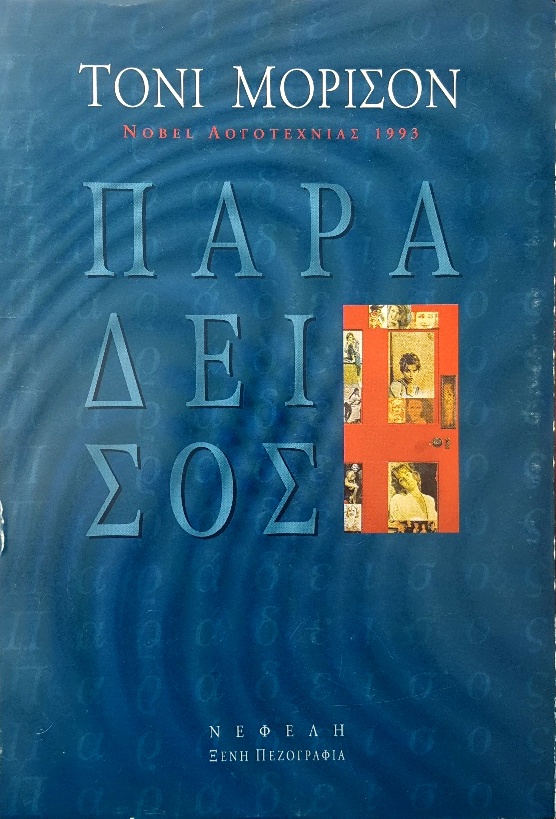 ΤΟΝΙ ΜΟΡΙΣΟΝ
NOBEL ΛΟΓΟΤΕΧΝΙΑΣ 1993
ΠΑΡΑ
ΔΕΙ
ΣΟΣ
ΝΕΦΕΛΗ
ΞΕΝΗ ΠΕΖΟΓΡΑΦΙΑ